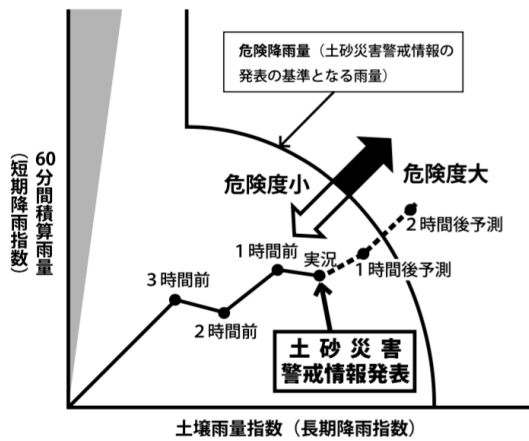 危険降雨量（土砂災害警戒情報の
発表の基準となる雨量）
危険度小
危険度大
60分間積算雨量
（短期降雨指数）
3時間前
2時間前
1時間前
実況
1時間後予測
2時間後予測
土砂災害
警戒情報発表
土壌雨量指数（長期降雨指数）